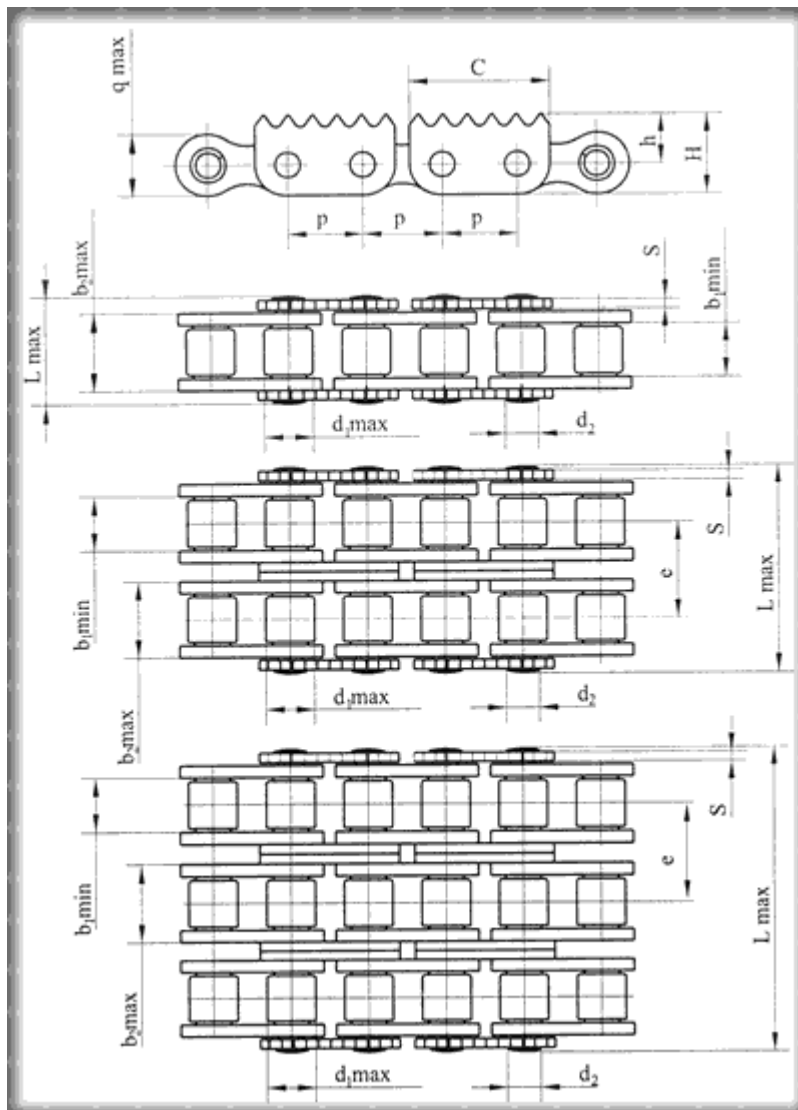 q max
C
h
H
p
p
p
b₂max
S
b₁min
L max
d₁max
d₂
S
b₁min
e
L max
b₂max
d₁max
d₂
S
b₁min
e
L max
b₂max
d₁max
d₂